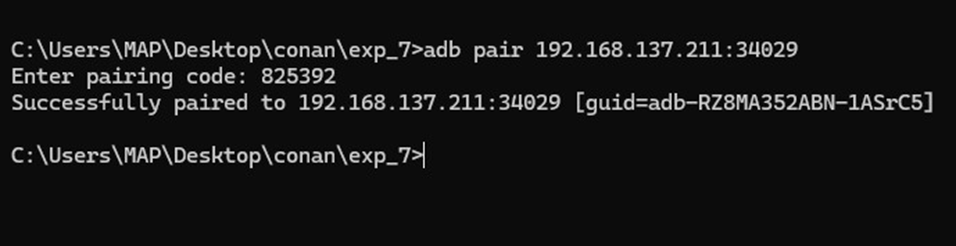 C:\Users\MAP\Desktop\conan\exp_7>adb pair 192.168.137.211:34029
Enter pairing code: 825392
Successfully paired to 192.168.137.211:34029 [guid=adb-RZ8MA352ABN-1ASrC5]
C:\Users\MAP\Desktop\conan\exp_7>